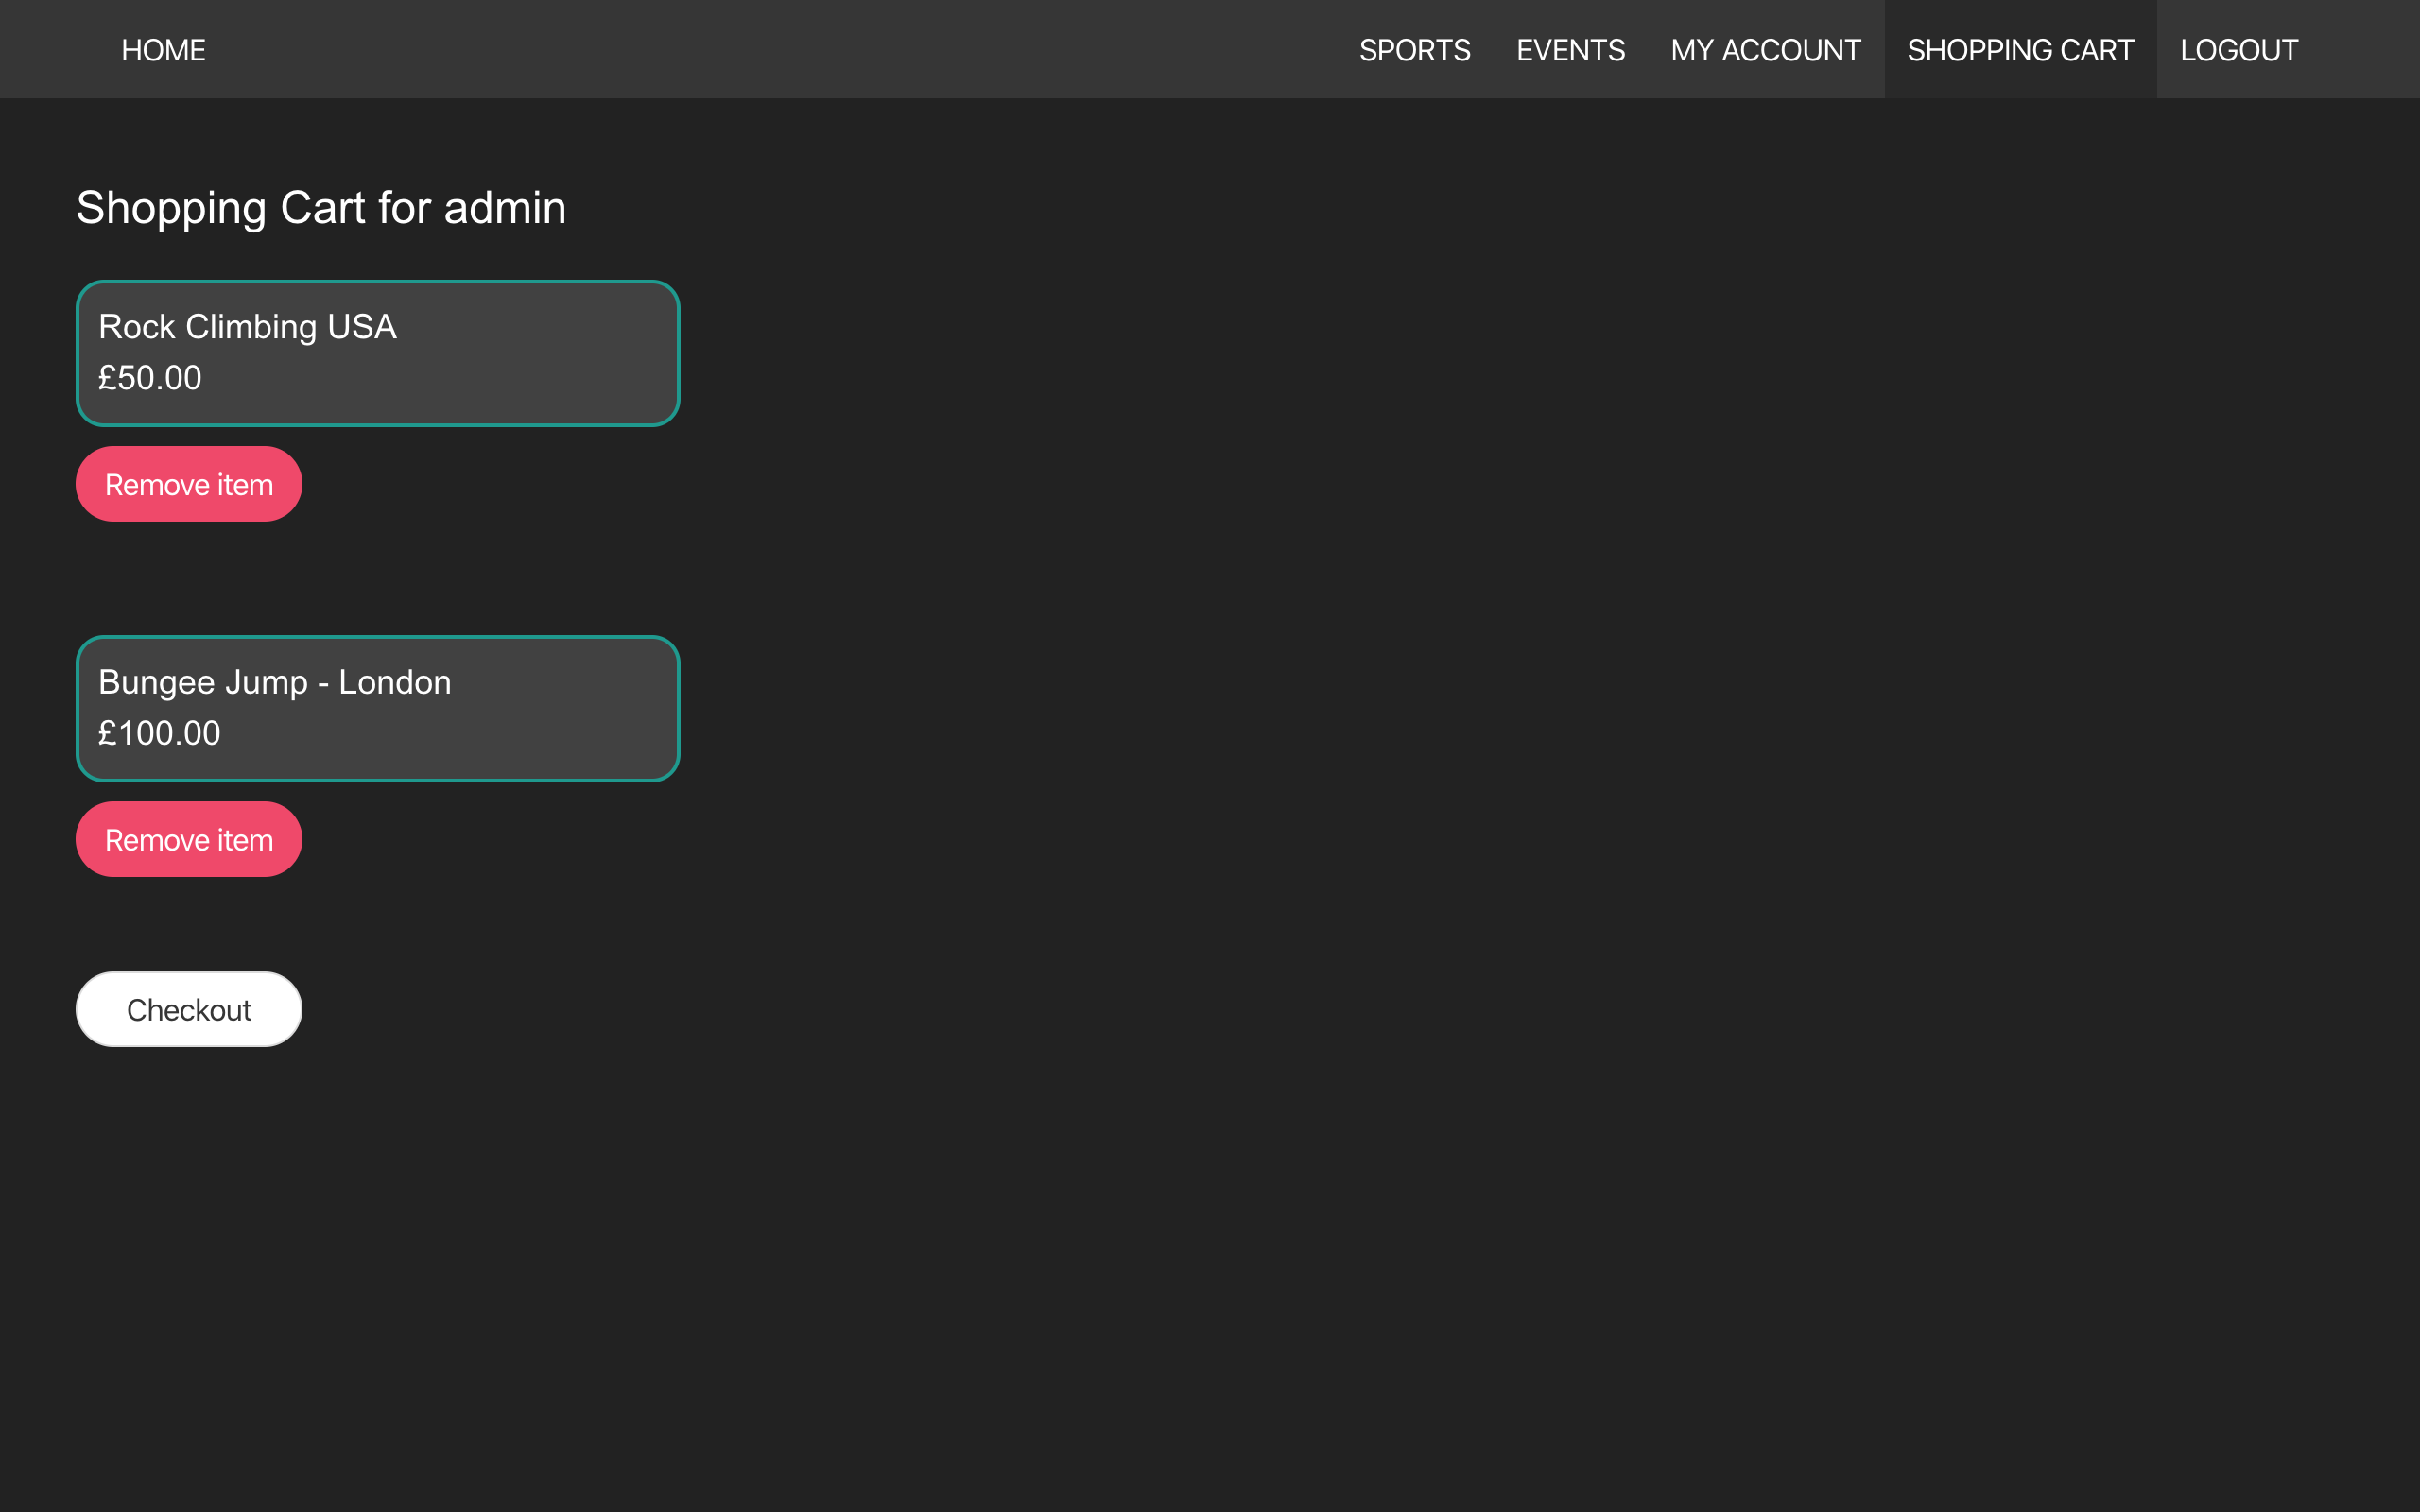 HOME SPORTS EVENTS MY ACCOUNT SHOPPING CART LOGOUT
Shopping Cart for admin
Rock Climbing USA
£50.00
Remove item
Bungee Jump - London
£100.00
Remove item
Checkout